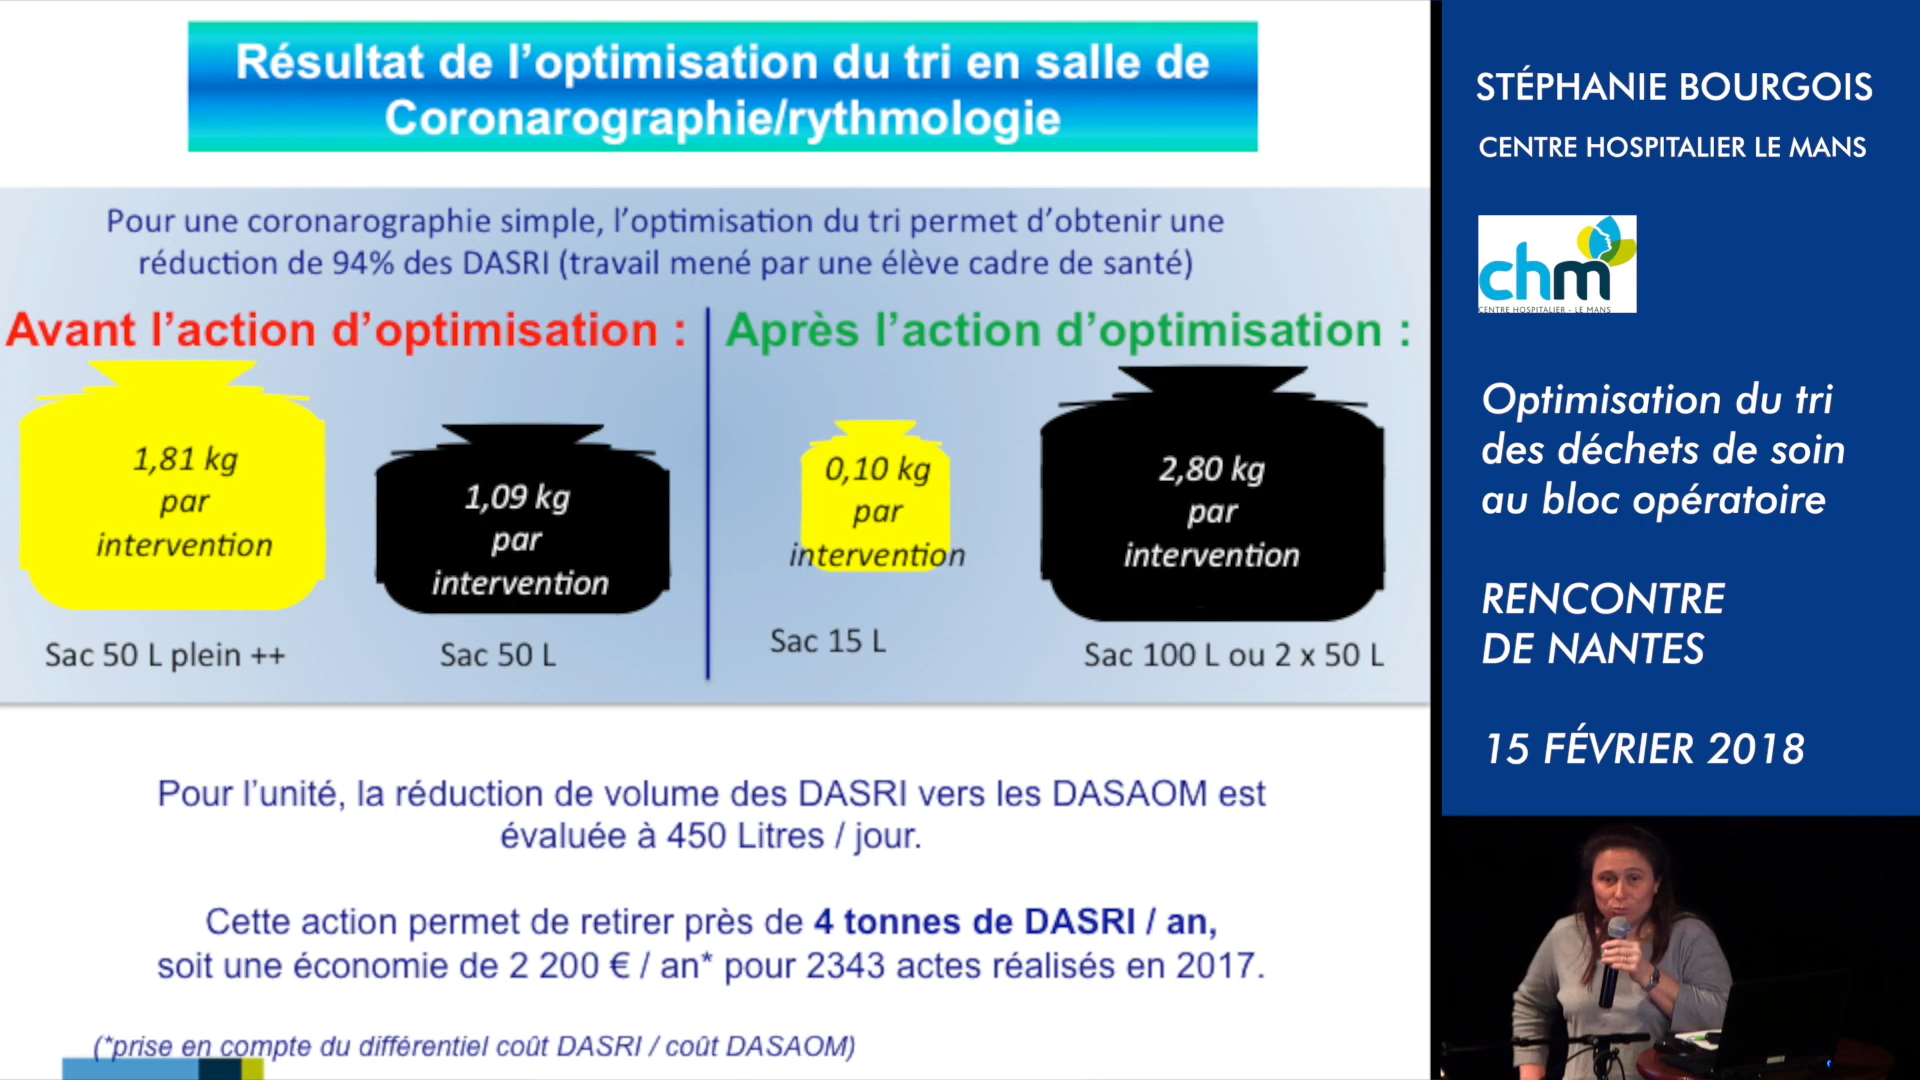 Résultat de l’optimisation du tri en salle de
Coronarographie/rythmologie
Pour une coronarographie simple, l’optimisation du tri permet d’obtenir une
réduction de 94% des DASRI (travail mené par une élève cadre de santé)
Avant l’action d’optimisation :
1,81 kg
par
intervention
Sac 50 L plein ++
1,09 kg
par
intervention
Sac 50 L
Après l’action d’optimisation :
0,10 kg
par
intervention
Sac 15 L
2,80 kg
par
intervention
Sac 100 L ou 2 x 50 L
Pour l’unité, la réduction de volume des DASRI vers les DASAOM est
évaluée à 450 Litres / jour.
Cette action permet de retirer près de 4 tonnes de DASRI / an,
soit une économie de 2 200 € / an* pour 2343 actes réalisés en 2017.
(*prise en compte du différentiel coût DASRI / coût DASAOM)
STÉPHANIE BOURGOIS
CENTRE HOSPITALIER LE MANS
chm
CENTRE HOSPITALIER - LE MANS
Optimisation du tri
des déchets de soin
au bloc opératoire
RENCONTRE
DE NANTES
15 FÉVRIER 2018